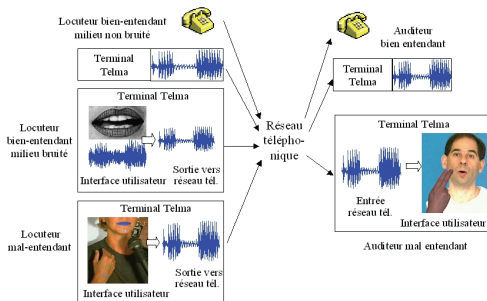 Locuteur bien-entendant
milieu non bruité
Terminal
Telma
Terminal Telma
Locuteur
bien-entendant
milieu bruité
Interface utilisateur
Sortie vers
réseau tél.
Terminal Telma
Locuteur
mal-entendant
Interface utilisateur
Sortie vers
réseau tél.
Réseau
télépho-
nique
Auditeur
bien entendant
Terminal
Telma
Terminal Telma
Entrée
réseau tél.
Interface utilisateur
Auditeur mal entendant